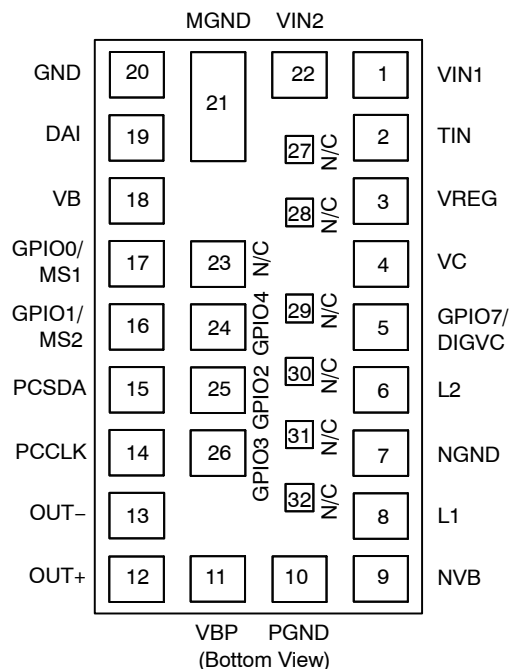 MGND VIN2
GND 20 21 22 1 VIN1
DAI 19 27 N/C 2 TIN
VB 18 28 N/C 3 VREG
GPIO0/
MS1 17 23 N/C 4 VC
GPIO1/
MS2 16 24 GPIO4 29 N/C 5 GPIO7/
DIGVC
PCSDA 15 25 GPIO2 30 N/C 6 L2
PCCLK 14 26 GPIO3 31 N/C 7 NGND
OUT− 13 32 N/C 8 L1
OUT+ 12 11 10 9 NVB
VBP PGND
(Bottom View)